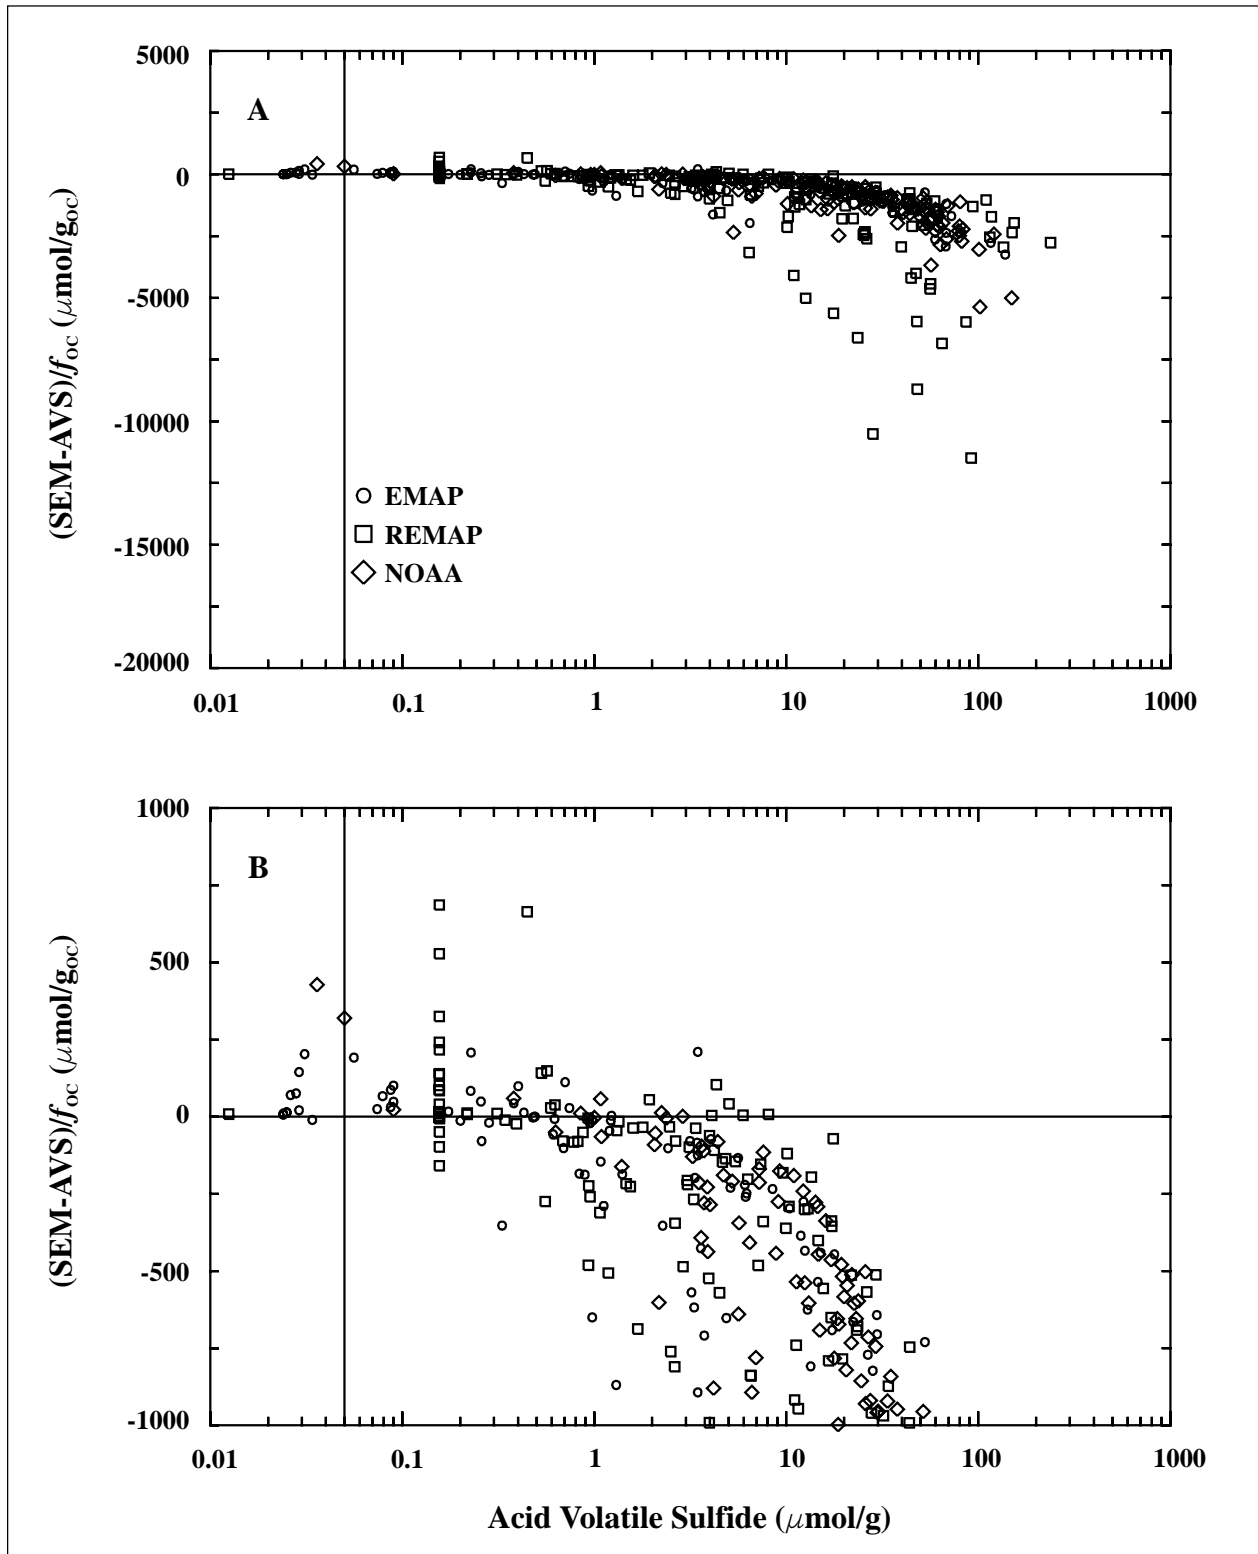 5000
A
0
-5000
-10000
-15000
-20000
(SEM-AVS)/foc (μmol/goc)
EMAP
REMAP
NOAA
0.01 0.1 1 10 100 1000
1000
B
500
0
-500
-1000
(SEM-AVS)/foc (μmol/goc)
0.01 0.1 1 10 100 1000
Acid Volatile Sulfide (μmol/g)